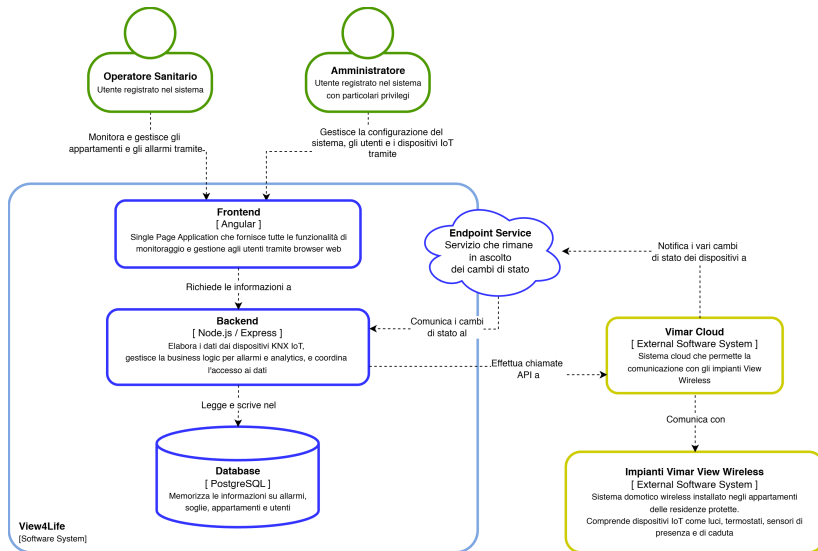 Operatore Sanitario
Utente registrato nel sistema
Amministratore
Utente registrato nel sistema
con particolari privilegi
Monitora e gestisce gli
appartamenti e gli allarmi tramite
Gestisce la configurazione del
sistema, gli utenti e i dispositivi IoT
tramite
Frontend
[ Angular ]
Single Page Application che fornisce tutte le funzionalità di
monitoraggio e gestione agli utenti tramite browser web
Endpoint Service
Servizio che rimane
in ascolto
dei cambi di stato
Notifica i vari cambi
di stato dei dispositivi a
Richiede le informazioni a
Backend
[ Node.js / Express ]
Elabora i dati dai dispositivi KNX IoT,
gestisce la business logic per allarmi e analytics, e coordina
l'accesso ai dati
Comunica i cambi
di stato al
Vimar Cloud
[ External Software System ]
Sistema cloud che permette la
comunicazione con gli impianti View
Wireless
Effettua chiamate
API a
Legge e scrive nel
Comunica con
Database
[ PostgreSQL ]
Memorizza le informazioni su allarmi,
soglie, appartamenti e utenti
Impianti Vimar View Wireless
[ External Software System ]
Sistema domotico wireless installato negli appartamenti
delle residenze protette.
Comprende dispositivi IoT come luci, termostati, sensori di
presenza e di caduta
View4Life
[Software System]